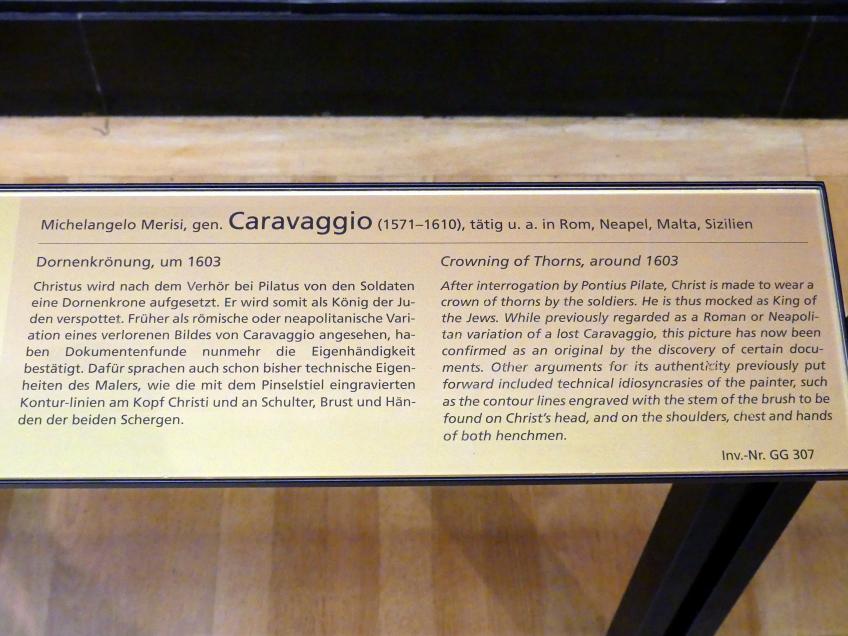 Michelangelo Merisi, gen. Caravaggio (1571–1610), tätig u. a. in Rom, Neapel, Malta, Sizilien
Dornenkrönung, um 1603
Christus wird nach dem Verhör bei Pilatus von den Soldaten
eine Dornenkrone aufgesetzt. Er wird somit als König der Ju-
den verspottet. Früher als römische oder neapolitanische Vari-
ation eines verlorenen Bildes von Caravaggio angesehen, ha-
ben Dokumentenfunde nunmehr die Eigenhändigkeit
bestätigt. Dafür sprachen auch schon bisher technische Eigen-
heiten des Malers, wie die mit dem Pinselstiel eingravierten
Kontur-linien am Kopf Christi und an Schulter, Brust und Hän-
den der beiden Schergen.
Crowning of Thorns, around 1603
After interrogation by Pontius Pilate, Christ is made to wear a
crown of thorns by the soldiers. He is thus mocked as King of
the Jews. While previously regarded as a Roman or Neapoli-
tan variation of a lost Caravaggio, this picture has now been
confirmed as an original by the discovery of certain docu-
ments. Other arguments for its authenticity previously put
forward included technical idiosyncrasies of the painter, such
as the contour lines engraved with the stem of the brush to be
found on Christ's head, and on the shoulders, chest and hands
of both henchmen.
Inv.-Nr. GG 307